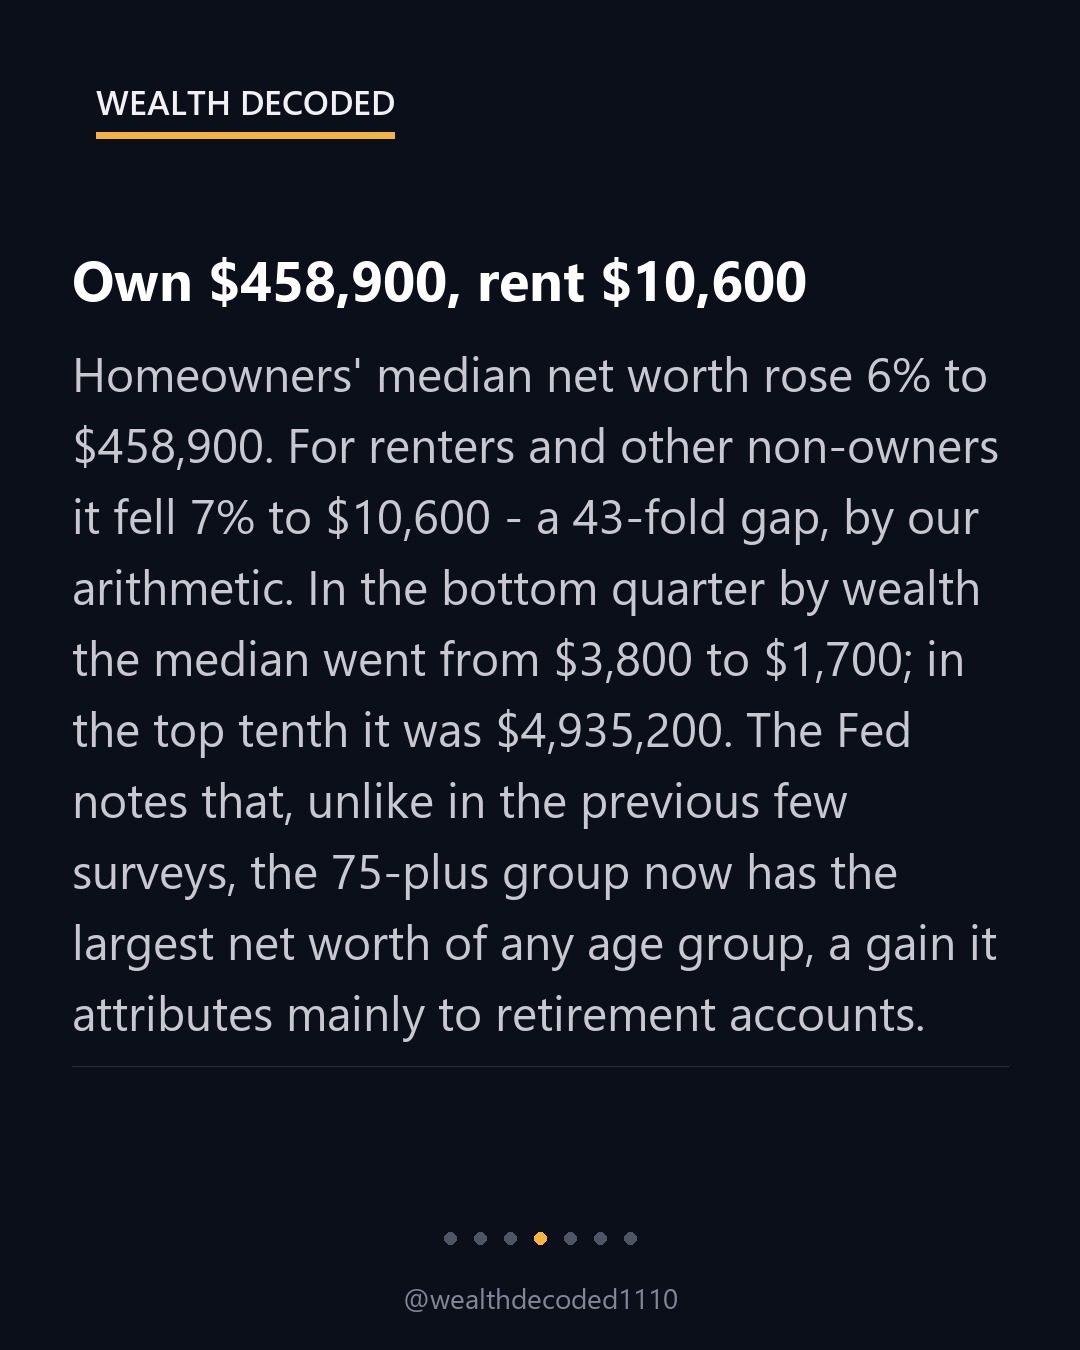 WEALTH DECODED
Own $458,900, rent $10,600
Homeowners' median net worth rose 6% to
$458,900. For renters and other non-owners
it fell 7% to $10,600 - a 43-fold gap, by our
arithmetic. In the bottom quarter by wealth
the median went from $3,800 to $1,700; in
the top tenth it was $4,935,200. The Fed
notes that, unlike in the previous few
surveys, the 75-plus group now has the
largest net worth of any age group, a gain it
attributes mainly to retirement accounts.
@wealthdecoded1110